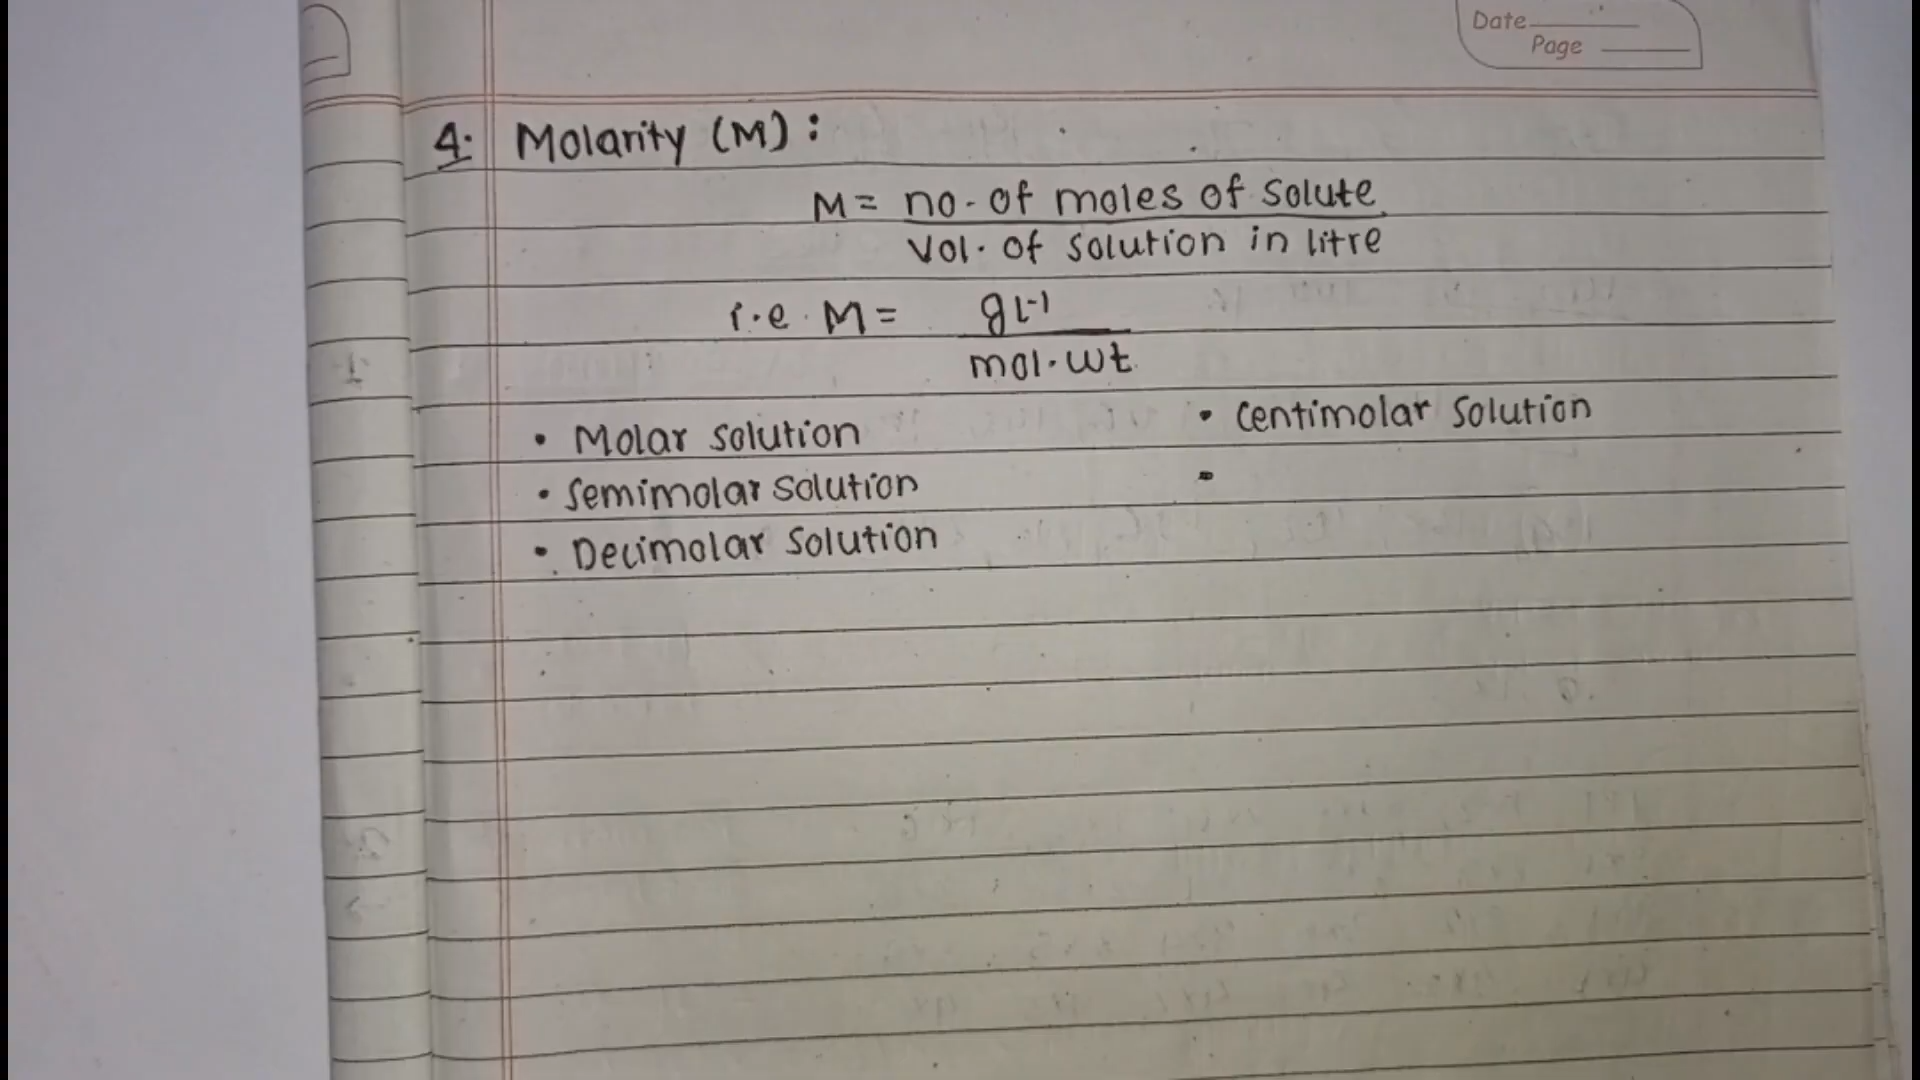 Date
Page
4. Molarity (M) :
M = no. of moles of solute
Vol. of solution in litre
i.e. M = gL-1
mol. wt.
• Molar solution
• Centimolar solution
• Semimolar solution
•
• Decimolar solution